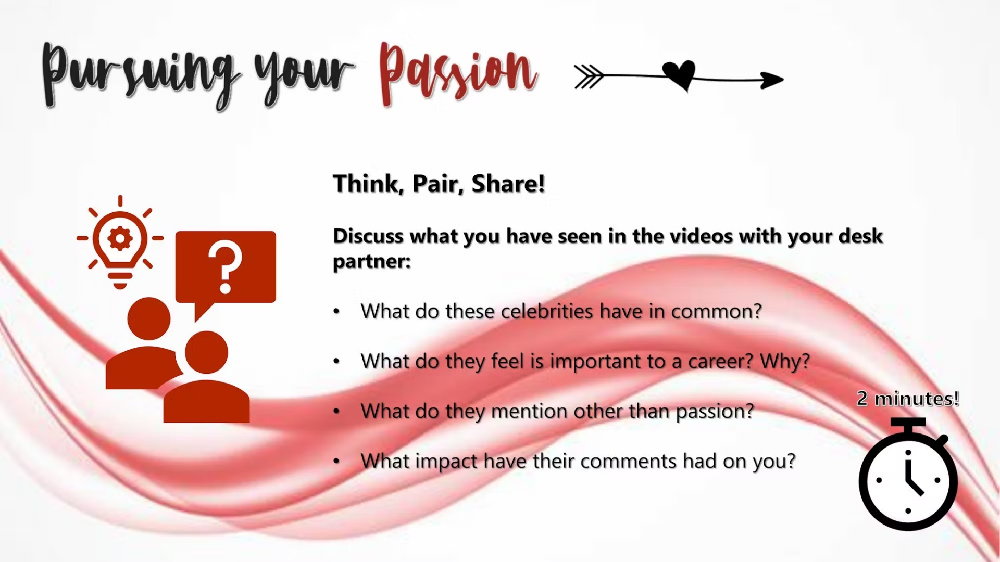 Pursuing your Passion
Think, Pair, Share!
Discuss what you have seen in the videos with your desk
partner:
• What do these celebrities have in common?
• What do they feel is important to a career? Why?
• What do they mention other than passion?
• What impact have their comments had on you?
2 minutes!
?